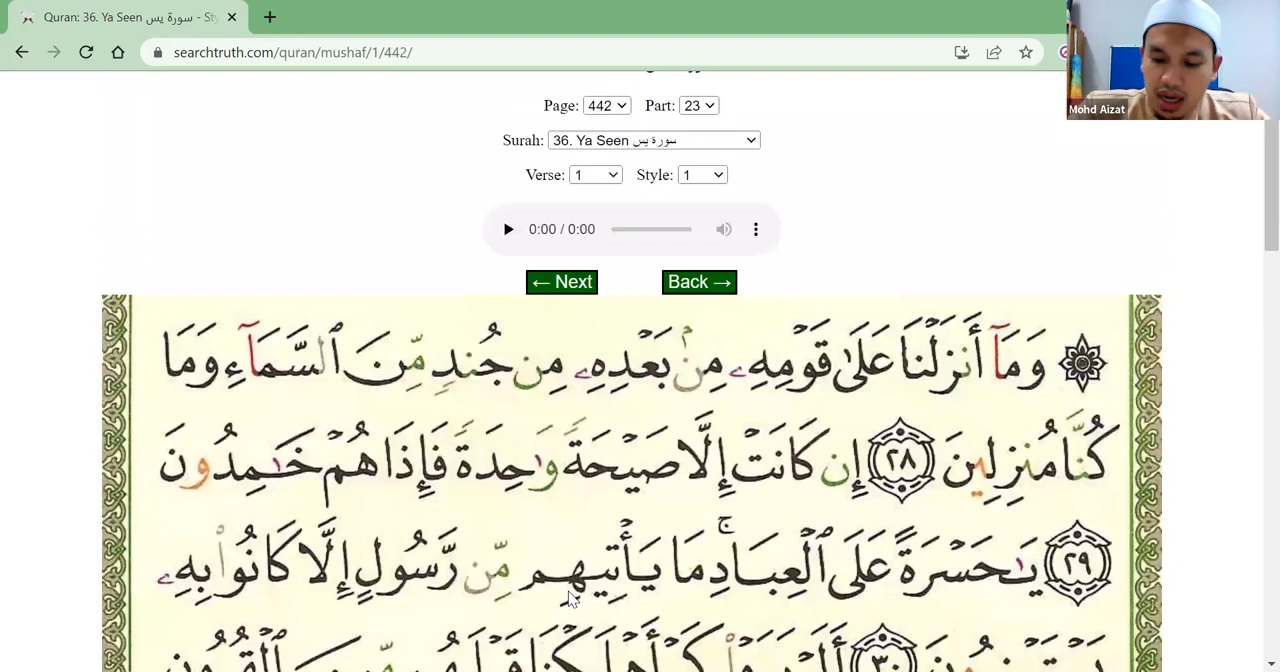 Quran: 36. Ya Seen سورة يس - Sty
searchtruth.com/quran/mushaf/1/442/
Mohd Aizat
Page: 442 Part: 23
Surah: 36. Ya Seen سورة يس
Verse: 1 Style: 1
0:00 / 0:00
← Next Back →
وَمَآ أَنزَلْنَا عَلَىٰ قَوْمِهِۦ مِنۢ بَعْدِهِۦ مِن جُندٍ مِّنَ ٱلسَّمَآءِ وَمَا
كُنَّا مُنزِلِينَ ٢٨ إِن كَانَتْ إِلَّا صَيْحَةً وَٰحِدَةً فَإِذَا هُمْ خَـٰمِدُونَ
٢٩ يَـٰحَسْرَةً عَلَى ٱلْعِبَادِ ۚ مَا يَأْتِيهِم مِّن رَّسُولٍ إِلَّا كَانُوا۟ بِهِۦ